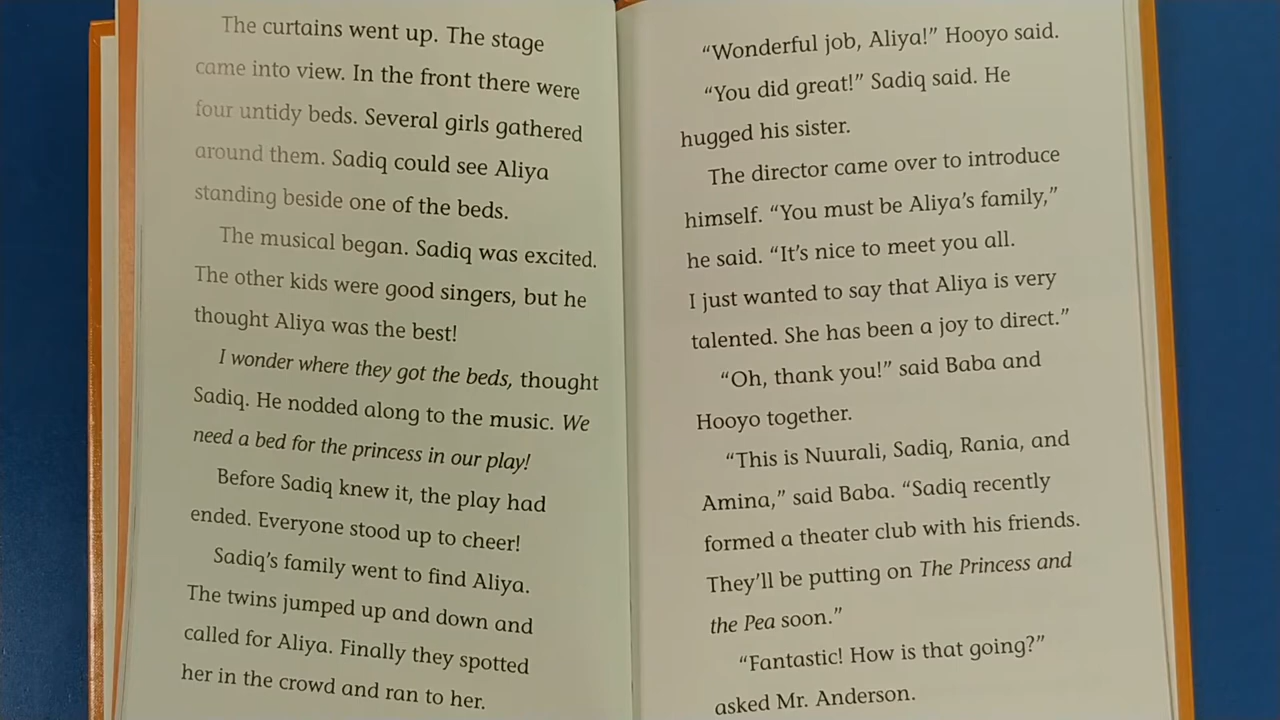 The curtains went up. The stage
came into view. In the front there were
four untidy beds. Several girls gathered
around them. Sadiq could see Aliya
standing beside one of the beds.
The musical began. Sadiq was excited.
The other kids were good singers, but he
thought Aliya was the best!
I wonder where they got the beds, thought
Sadiq. He nodded along to the music. We
need a bed for the princess in our play!
Before Sadiq knew it, the play had
ended. Everyone stood up to cheer!
Sadiq’s family went to find Aliya.
The twins jumped up and down and
called for Aliya. Finally they spotted
her in the crowd and ran to her.
“Wonderful job, Aliya!” Hooyo said.
“You did great!” Sadiq said. He
hugged his sister.
The director came over to introduce
himself. “You must be Aliya’s family,”
he said. “It’s nice to meet you all.
I just wanted to say that Aliya is very
talented. She has been a joy to direct.”
“Oh, thank you!” said Baba and
Hooyo together.
“This is Nuurali, Sadiq, Rania, and
Amina,” said Baba. “Sadiq recently
formed a theater club with his friends.
They’ll be putting on The Princess and
the Pea soon.”
“Fantastic! How is that going?”
asked Mr. Anderson.